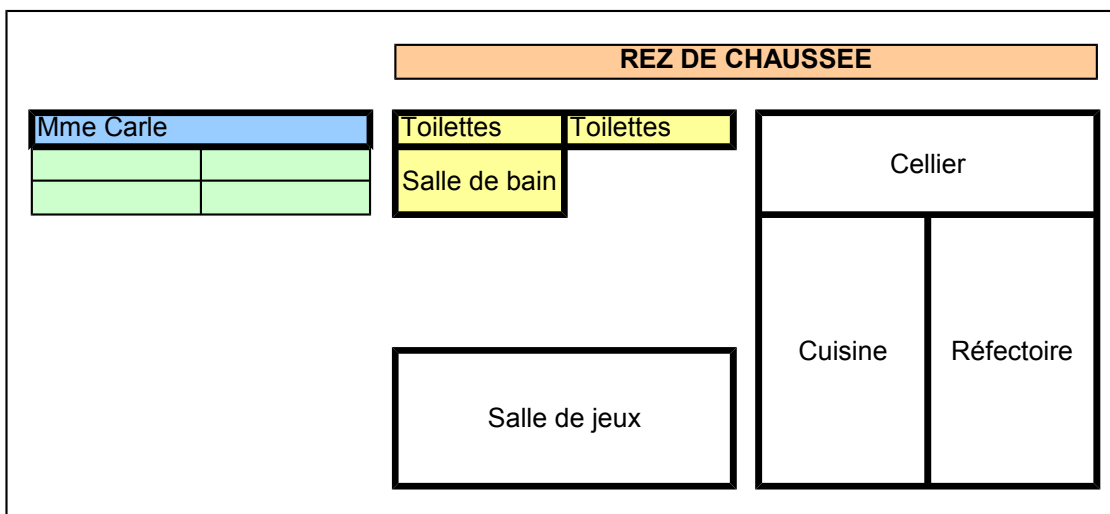 REZ DE CHAUSSEE
Mme Carle
Toilettes
Toilettes
Salle de bain
Cellier
Cuisine
Réfectoire
Salle de jeux